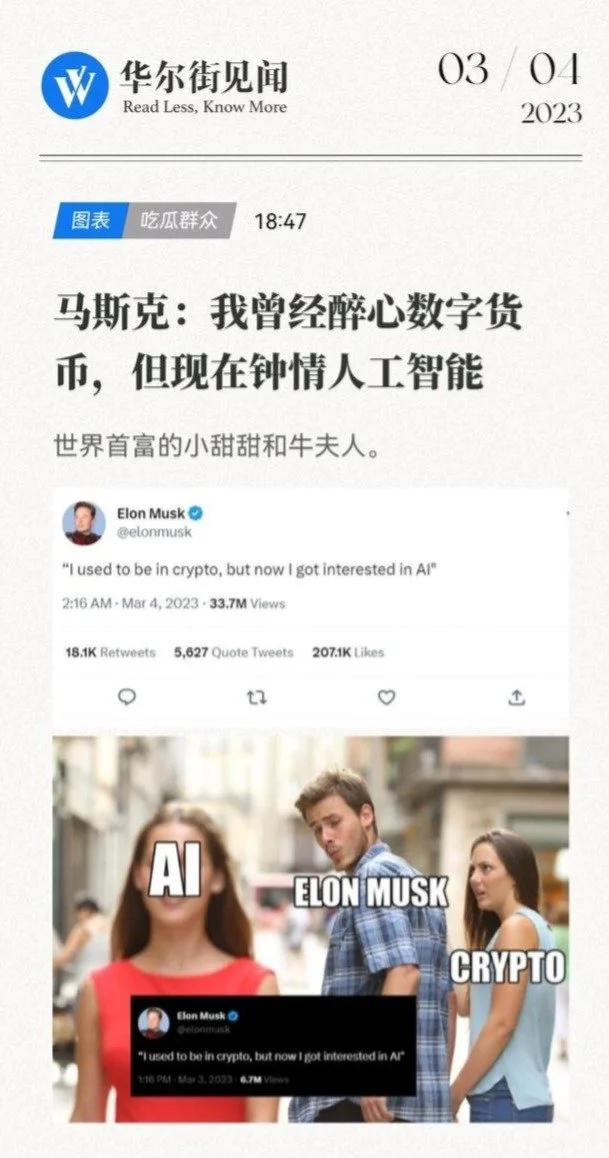 华尔街见闻
Read Less, Know More
03 / 04
2023
图表 吃瓜群众 18:47
马斯克：我曾经醉心数字货
币，但现在钟情人工智能
世界首富的小甜甜和牛夫人。
Elon Musk
@elonmusk
“I used to be in crypto, but now I got interested in AI"
2:16 AM · Mar 4, 2023 · 33.7M Views
18.1K Retweets 5,627 Quote Tweets 207.1K Likes
AI
ELON MUSK
CRYPTO
Elon Musk
@elonmusk
"I used to be in crypto, but now I got interested in AI"
1:16 PM · Mar 3, 2023 · 6.7M Views